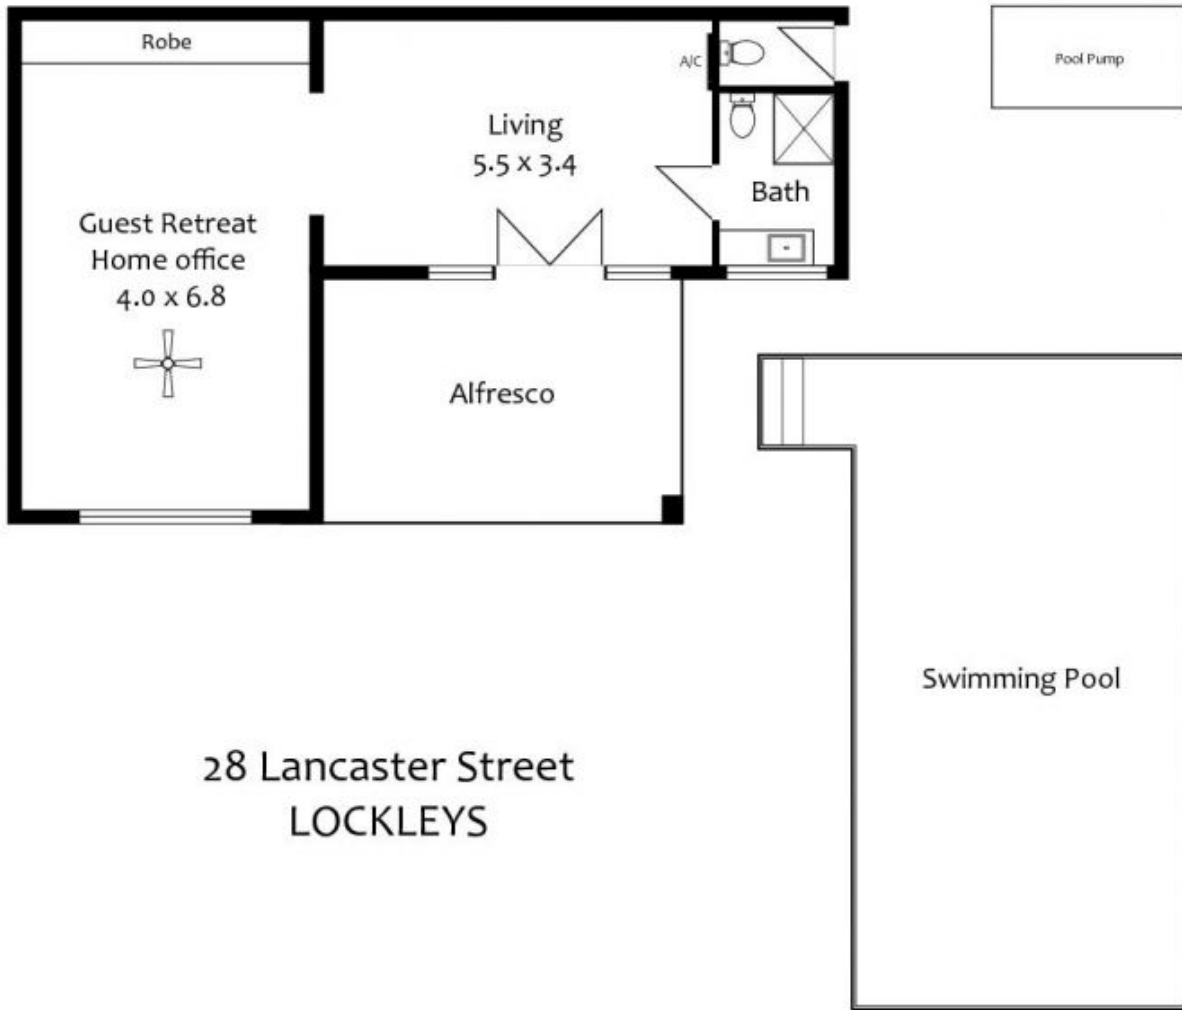 Robe
A/C
Pool Pump
Living
5.5 x 3.4
Bath
Guest Retreat
Home office
4.0 x 6.8
Alfresco
Swimming Pool
28 Lancaster Street
LOCKLEYS